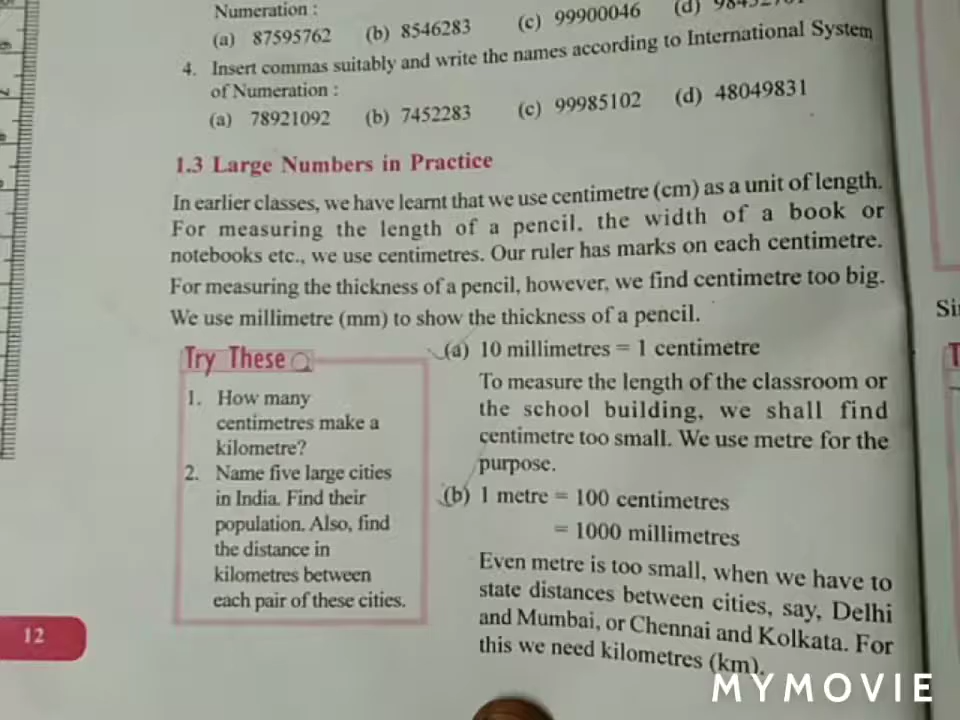 Numeration :
(a) 87595762 (b) 8546283 (c) 99900046 (d)
4. Insert commas suitably and write the names according to International System
of Numeration :
(a) 78921092 (b) 7452283 (c) 99985102 (d) 48049831
1.3 Large Numbers in Practice
In earlier classes, we have learnt that we use centimetre (cm) as a unit of length.
For measuring the length of a pencil, the width of a book or
notebooks etc., we use centimetres. Our ruler has marks on each centimetre.
For measuring the thickness of a pencil, however, we find centimetre too big.
We use millimetre (mm) to show the thickness of a pencil.
Try These
1. How many
centimetres make a
kilometre?
2. Name five large cities
in India. Find their
population. Also, find
the distance in
kilometres between
each pair of these cities.
(a) 10 millimetres = 1 centimetre
To measure the length of the classroom or
the school building, we shall find
centimetre too small. We use metre for the
purpose.
(b) 1 metre = 100 centimetres
= 1000 millimetres
Even metre is too small, when we have to
state distances between cities, say, Delhi
and Mumbai, or Chennai and Kolkata. For
this we need kilometres (km).
12
MYMOVIE